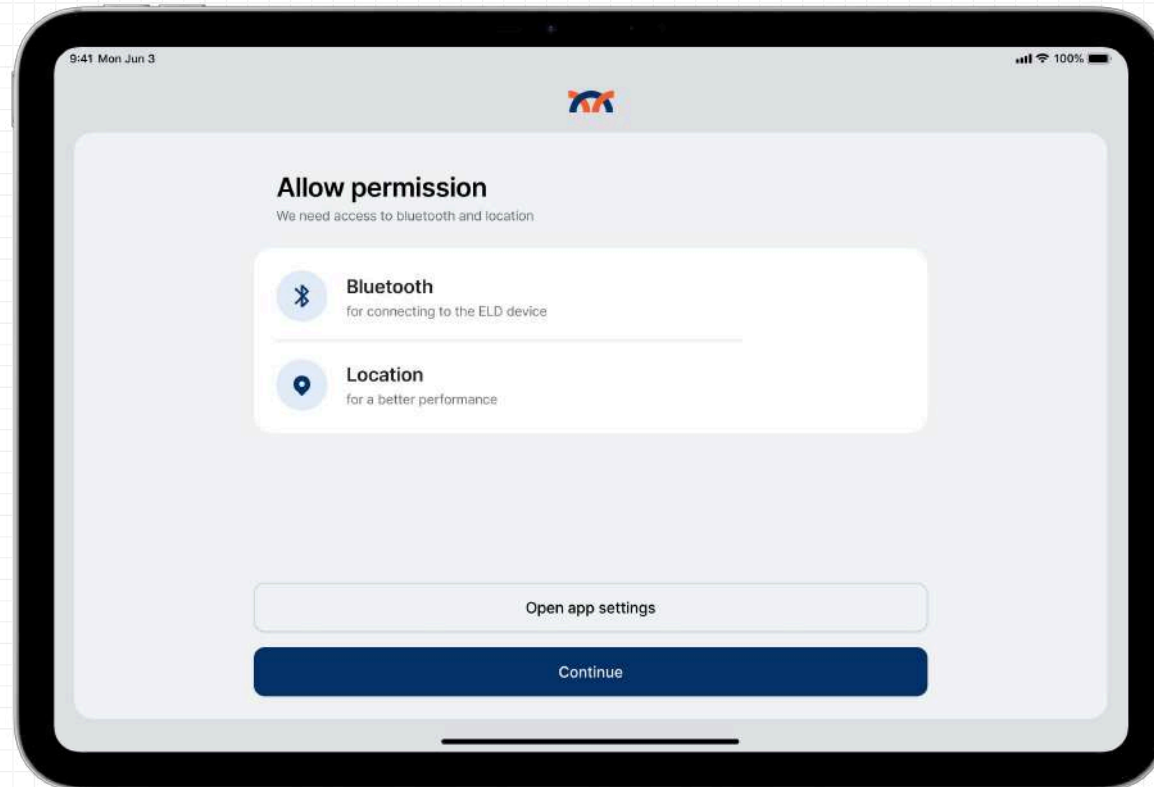 9:41 Mon Jun 3
100%
Allow permission
We need access to bluetooth and location
Bluetooth
for connecting to the ELD device
Location
for a better performance
Open app settings
Continue